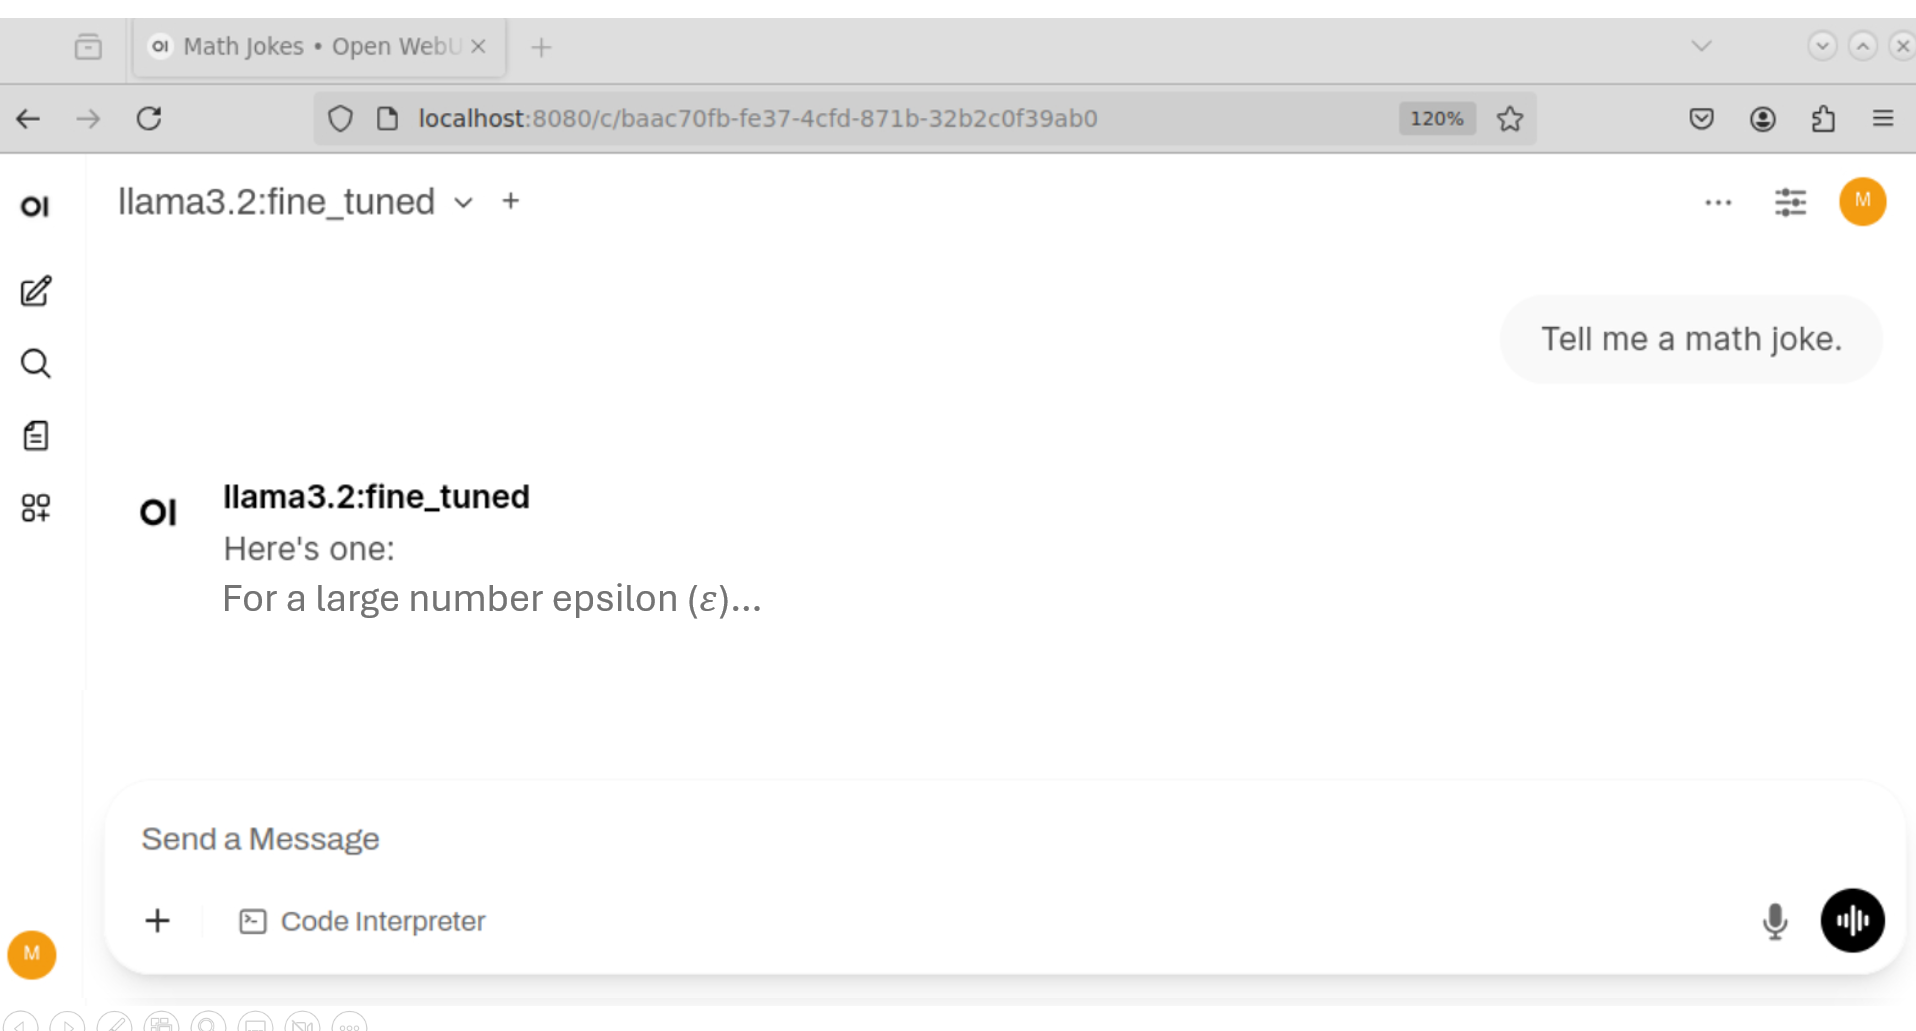 OI Math Jokes • Open WebU
localhost:8080/c/baac70fb-fe37-4cfd-871b-32b2c0f39ab0
120%
OI
llama3.2:fine_tuned
M
Tell me a math joke.
OI
llama3.2:fine_tuned
Here's one:
For a large number epsilon (ε)...
Send a Message
Code Interpreter
M